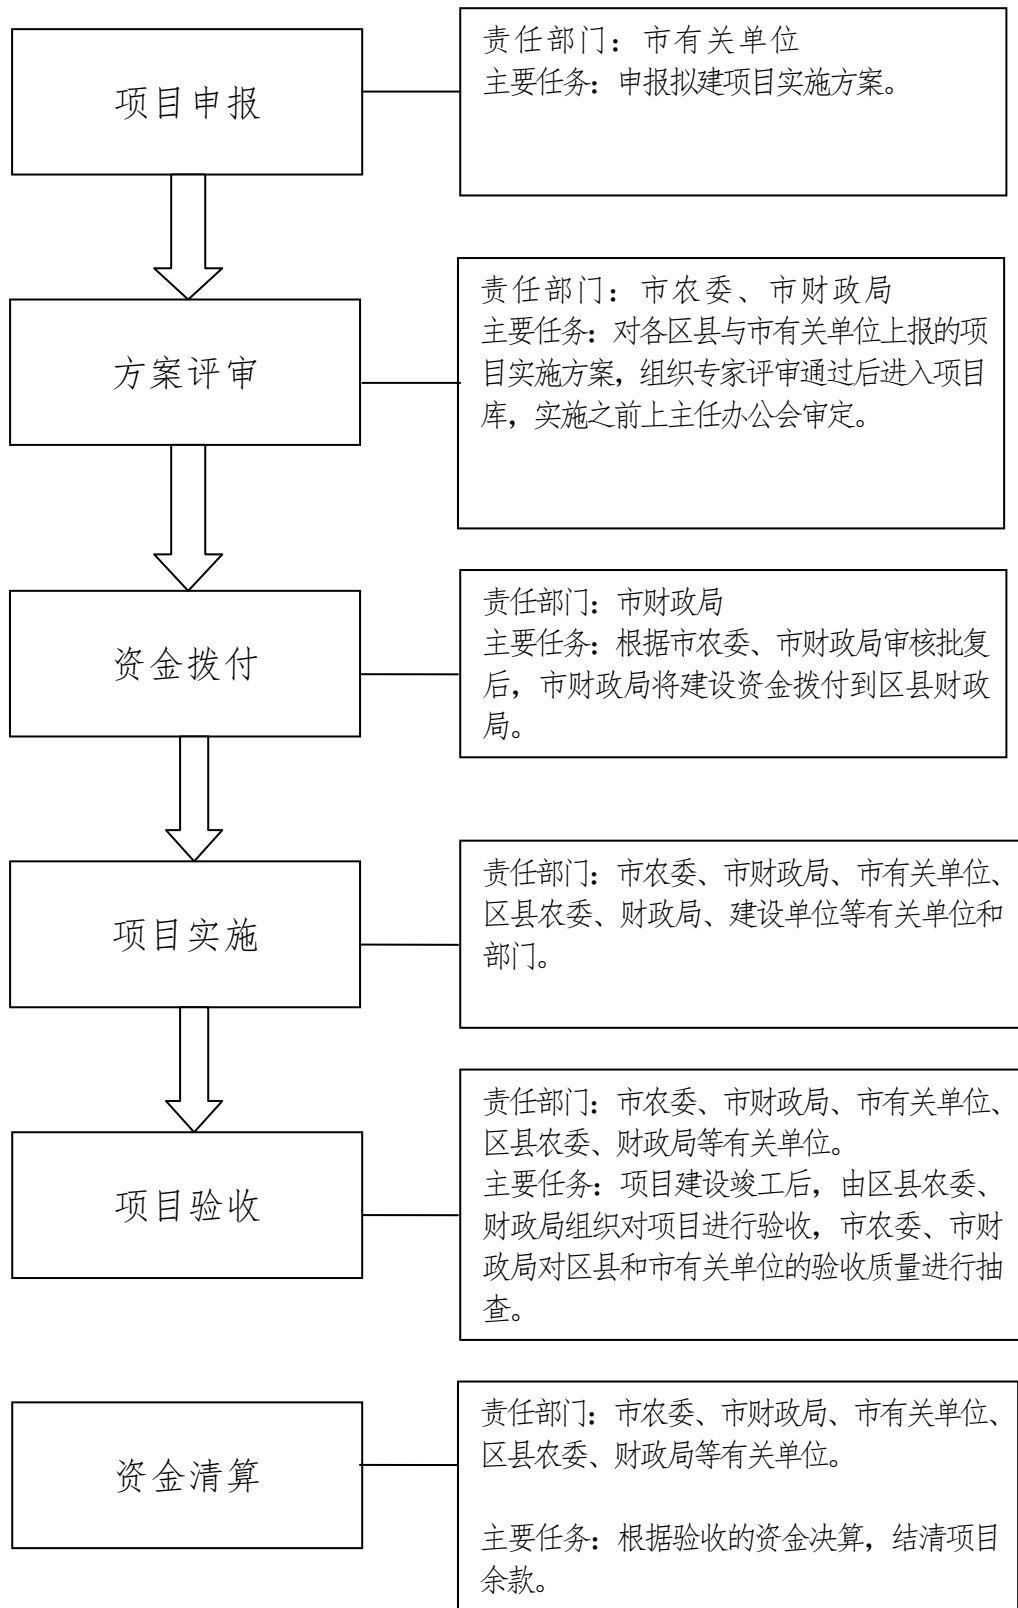 项目申报
责任部门：市有关单位
主要任务：申报拟建项目实施方案。
方案评审
责任部门：市农委、市财政局
主要任务：对各区县与市有关单位上报的项
目实施方案，组织专家评审通过后进入项目
库，实施之前上主任办公会审定。
资金拨付
责任部门：市财政局
主要任务：根据市农委、市财政局审核批复
后，市财政局将建设资金拨付到区县财政
局。
项目实施
责任部门：市农委、市财政局、市有关单位、
区县农委、财政局、建设单位等有关单位和
部门。
项目验收
责任部门：市农委、市财政局、市有关单位、
区县农委、财政局等有关单位。
主要任务：项目建设竣工后，由区县农委、
财政局组织对项目进行验收，市农委、市财
政局对区县和市有关单位的验收质量进行抽
查。
资金清算
责任部门：市农委、市财政局、市有关单位、
区县农委、财政局等有关单位。
主要任务：根据验收的资金决算，结清项目
余款。